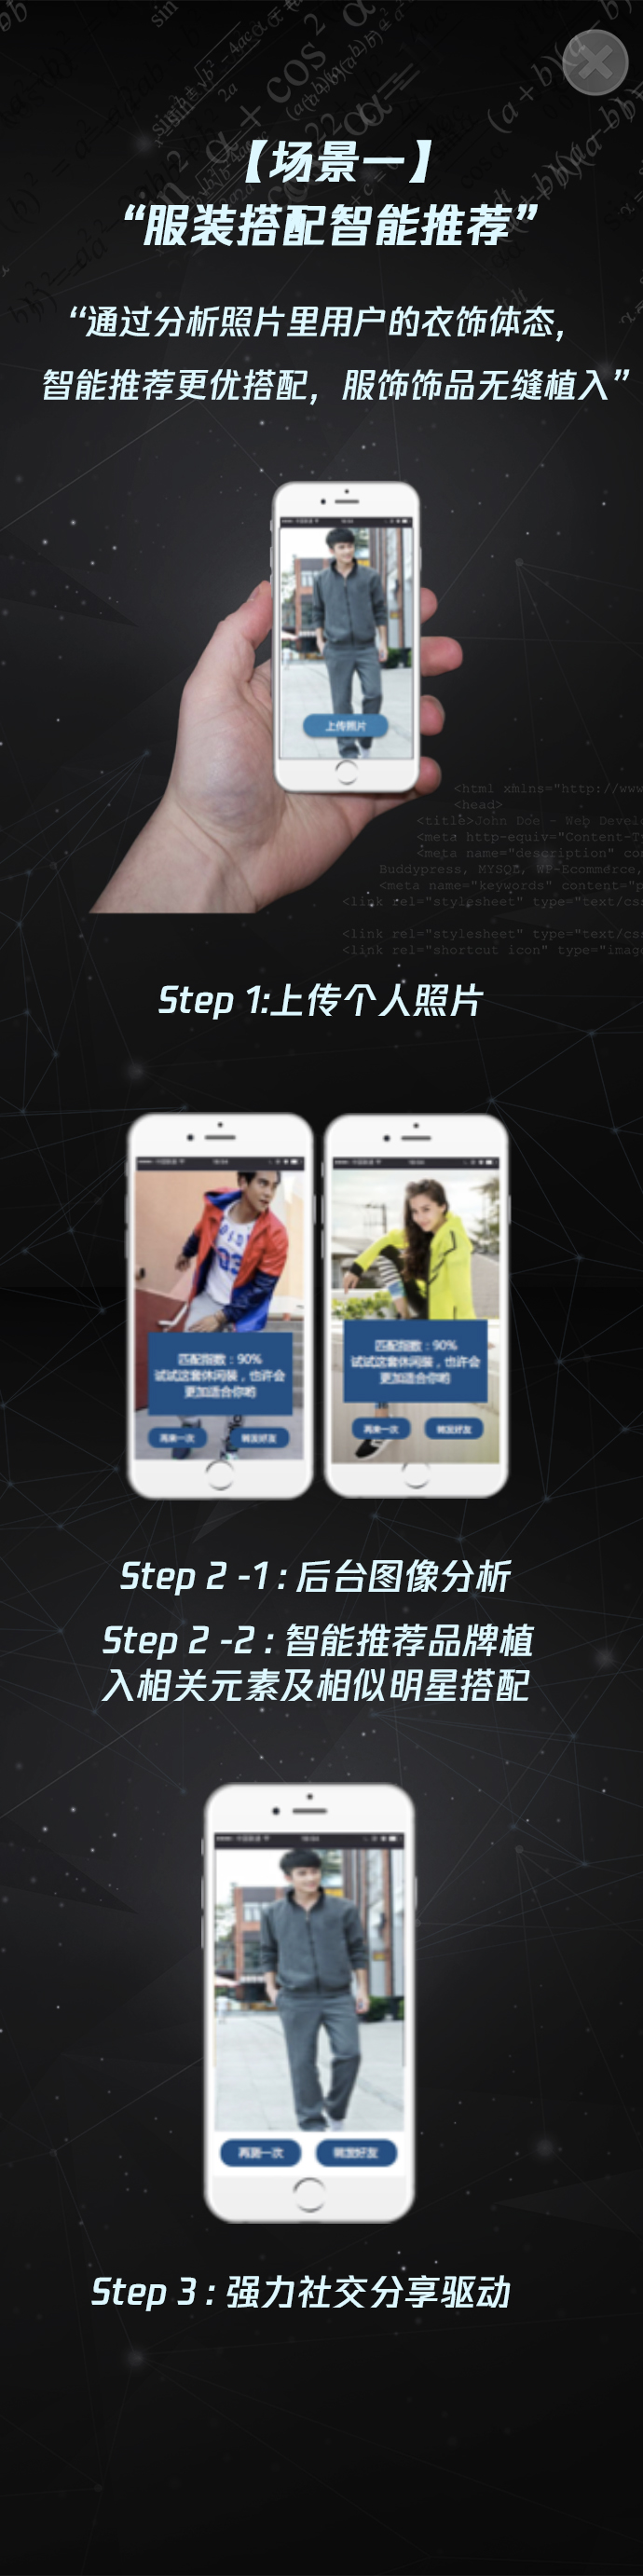 【场景一】
“服装搭配智能推荐”
“通过分析照片里用户的衣饰体态，
智能推荐更优搭配，服饰饰品无缝植入”
上传照片
<html xmlns="http://www
<head>
<title>John Doe - Web Develo
<meta http-equiv="Content-Ty
<meta name="description" con
Buddypress, MYSQL, WP-Ecommerce,
<meta name="keywords" content="p
<link rel="stylesheet" type="text/css
<link rel="stylesheet" type="text/css
<link rel="shortcut icon" type="imag
Step 1:上传个人照片
匹配指数：90%
试试这套休闲装，也许会
更加适合你哟
再来一次
转发好友
匹配指数：90%
试试这套休闲装，也许会
更加适合你哟
再来一次
转发好友
Step 2 -1 : 后台图像分析
Step 2 -2 : 智能推荐品牌植
入相关元素及相似明星搭配
再测一次
转发好友
Step 3 : 强力社交分享驱动